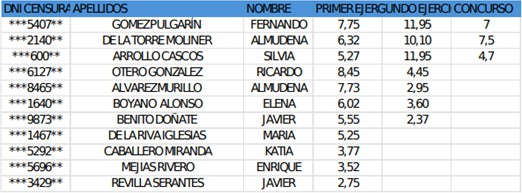 DNI CENSURA APELLIDOS NOMBRE PRIMER EJER GUNDO EJERCI CONCURSO
***5407** GOMEZ PULGARÍN FERNANDO 7,75 11,95 7
***2140** DE LA TORRE MOLINER ALMUDENA 6,32 10,10 7,5
***600** ARROLLO CASCOS SILVIA 5,27 11,95 4,7
***6127** OTERO GONZALEZ RICARDO 8,45 4,45
***8465** ALVAREZ MURILLO ALMUDENA 7,73 2,95
***1640** BOYANO ALONSO ELENA 6,02 3,60
***9873** BENITO DOÑATE JAVIER 5,55 2,37
***1467** DE LA RIVA IGLESIAS MARIA 5,25
***5292** CABALLERO MIRANDA KATIA 3,77
***5696** MEJIAS RIVERO ENRIQUE 3,52
***3429** REVILLA SERANTES JAVIER 2,75